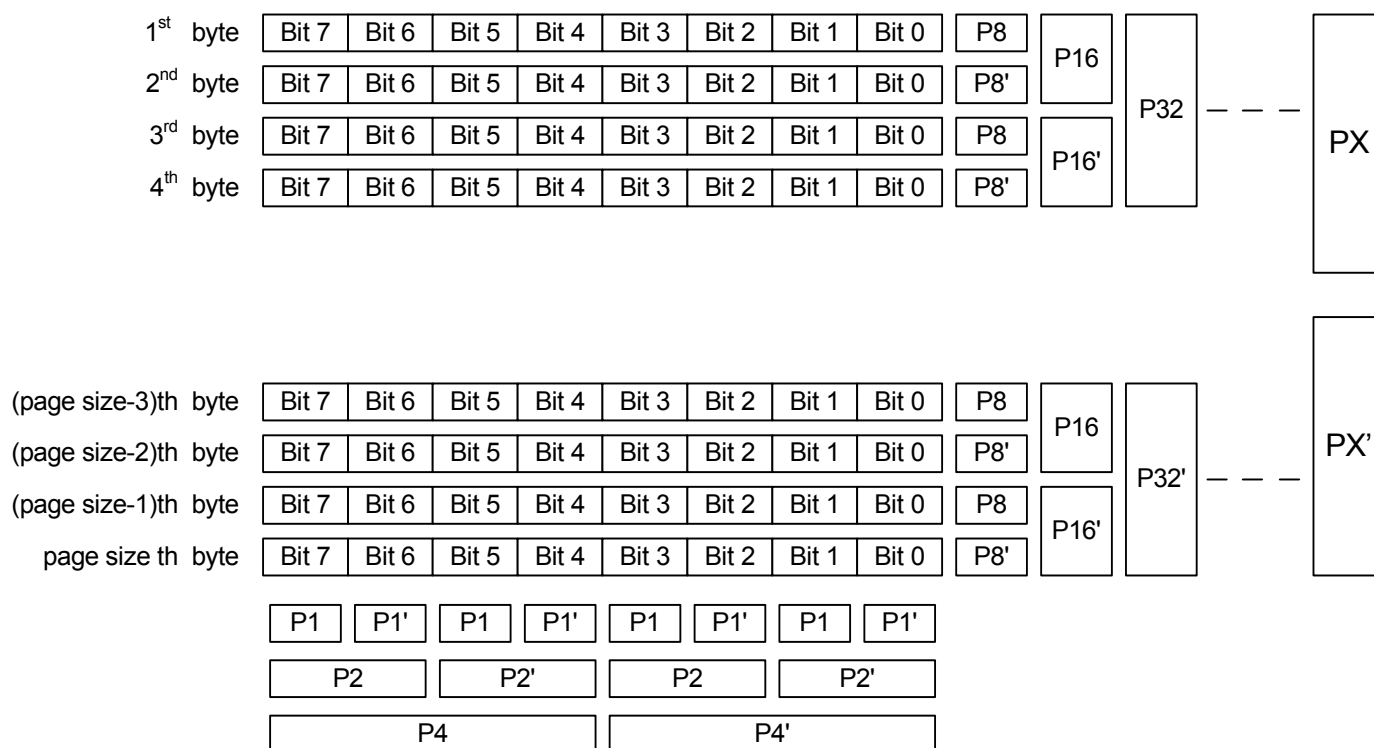 1st byte Bit 7 Bit 6 Bit 5 Bit 4 Bit 3 Bit 2 Bit 1 Bit 0 P8
P16
2nd byte Bit 7 Bit 6 Bit 5 Bit 4 Bit 3 Bit 2 Bit 1 Bit 0 P8'
P32
PX
3rd byte Bit 7 Bit 6 Bit 5 Bit 4 Bit 3 Bit 2 Bit 1 Bit 0 P8
P16'
4th byte Bit 7 Bit 6 Bit 5 Bit 4 Bit 3 Bit 2 Bit 1 Bit 0 P8'
(page size-3)th byte Bit 7 Bit 6 Bit 5 Bit 4 Bit 3 Bit 2 Bit 1 Bit 0 P8
P16
(page size-2)th byte Bit 7 Bit 6 Bit 5 Bit 4 Bit 3 Bit 2 Bit 1 Bit 0 P8'
PX’
P32'
(page size-1)th byte Bit 7 Bit 6 Bit 5 Bit 4 Bit 3 Bit 2 Bit 1 Bit 0 P8
P16'
page size th byte Bit 7 Bit 6 Bit 5 Bit 4 Bit 3 Bit 2 Bit 1 Bit 0 P8'
P1 P1' P1 P1' P1 P1' P1 P1'
P2 P2' P2 P2'
P4 P4'